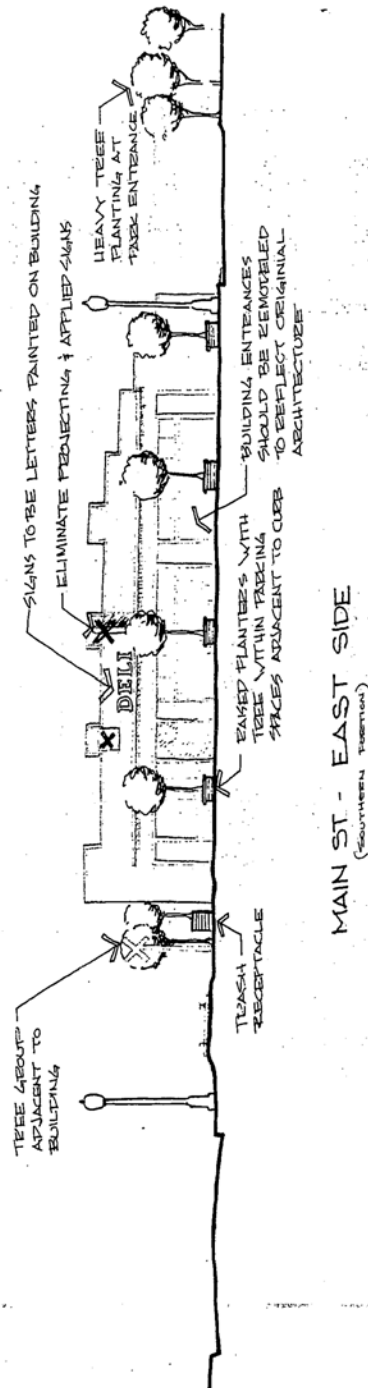 SIGNS TO BE LETTERS PAINTED ON BUILDING
ELIMINATE PROJECTING & APPLIED SIGNS
TREE GROUP
ADJACENT TO
BUILDING
HEAVY TREE
PLANTING AT
PARK ENTRANCE
DELI
TRASH
RECEPTACLE
RAISED PLANTERS WITH
TREE WITHIN PARKING
SPACES ADJACENT TO CURB
BUILDING ENTRANCES
SHOULD BE REMODELED
TO REFLECT ORIGINIAL
ARCHITECTURE
MAIN ST - EAST SIDE
(SOUTHERN PORTION)